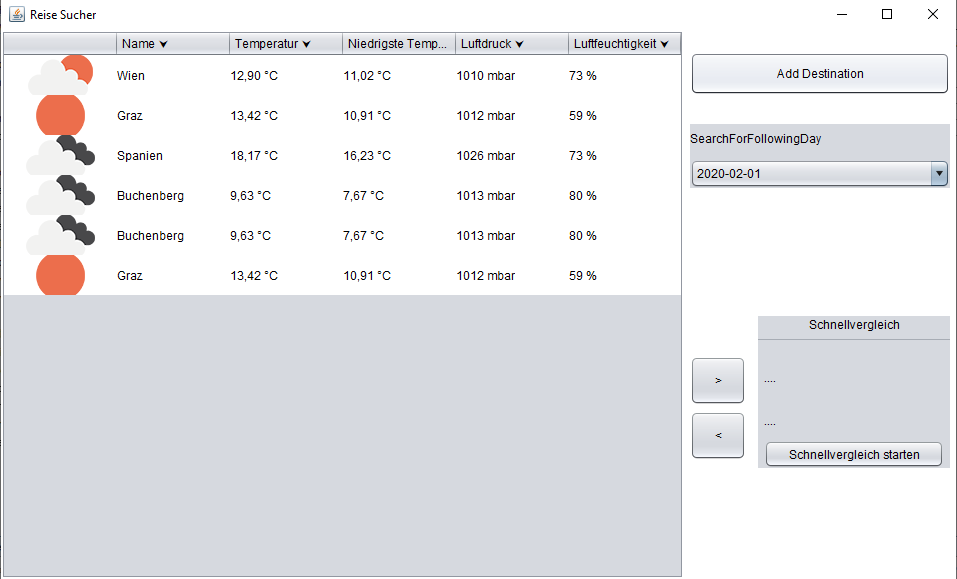 Reise Sucher
Name Temperatur Niedrigste Temp... Luftdruck Luftfeuchtigkeit
Wien 12,90 °C 11,02 °C 1010 mbar 73 %
Graz 13,42 °C 10,91 °C 1012 mbar 59 %
Spanien 18,17 °C 16,23 °C 1026 mbar 73 %
Buchenberg 9,63 °C 7,67 °C 1013 mbar 80 %
Buchenberg 9,63 °C 7,67 °C 1013 mbar 80 %
Graz 13,42 °C 10,91 °C 1012 mbar 59 %
Add Destination
SearchForFollowingDay
2020-02-01
>
<
Schnellvergleich
....
....
Schnellvergleich starten